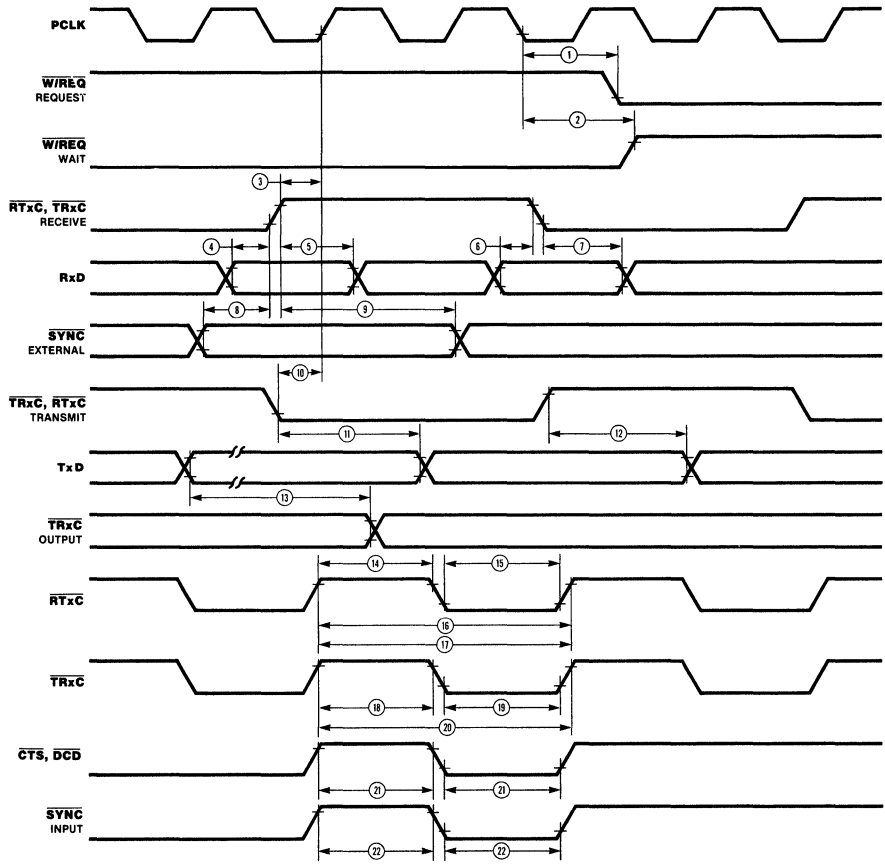 PCLK
1
W/REQ
REQUEST
2
W/REQ
WAIT
3
RTxC, TRxC
RECEIVE
4 5 6 7
RxD
8 9
SYNC
EXTERNAL
10
TRxC, RTxC
TRANSMIT
11 12
TxD
13
TRxC
OUTPUT
14 15
RTxC
16
17
TRxC
18 19
20
CTS, DCD
21 21
SYNC
INPUT
22 22